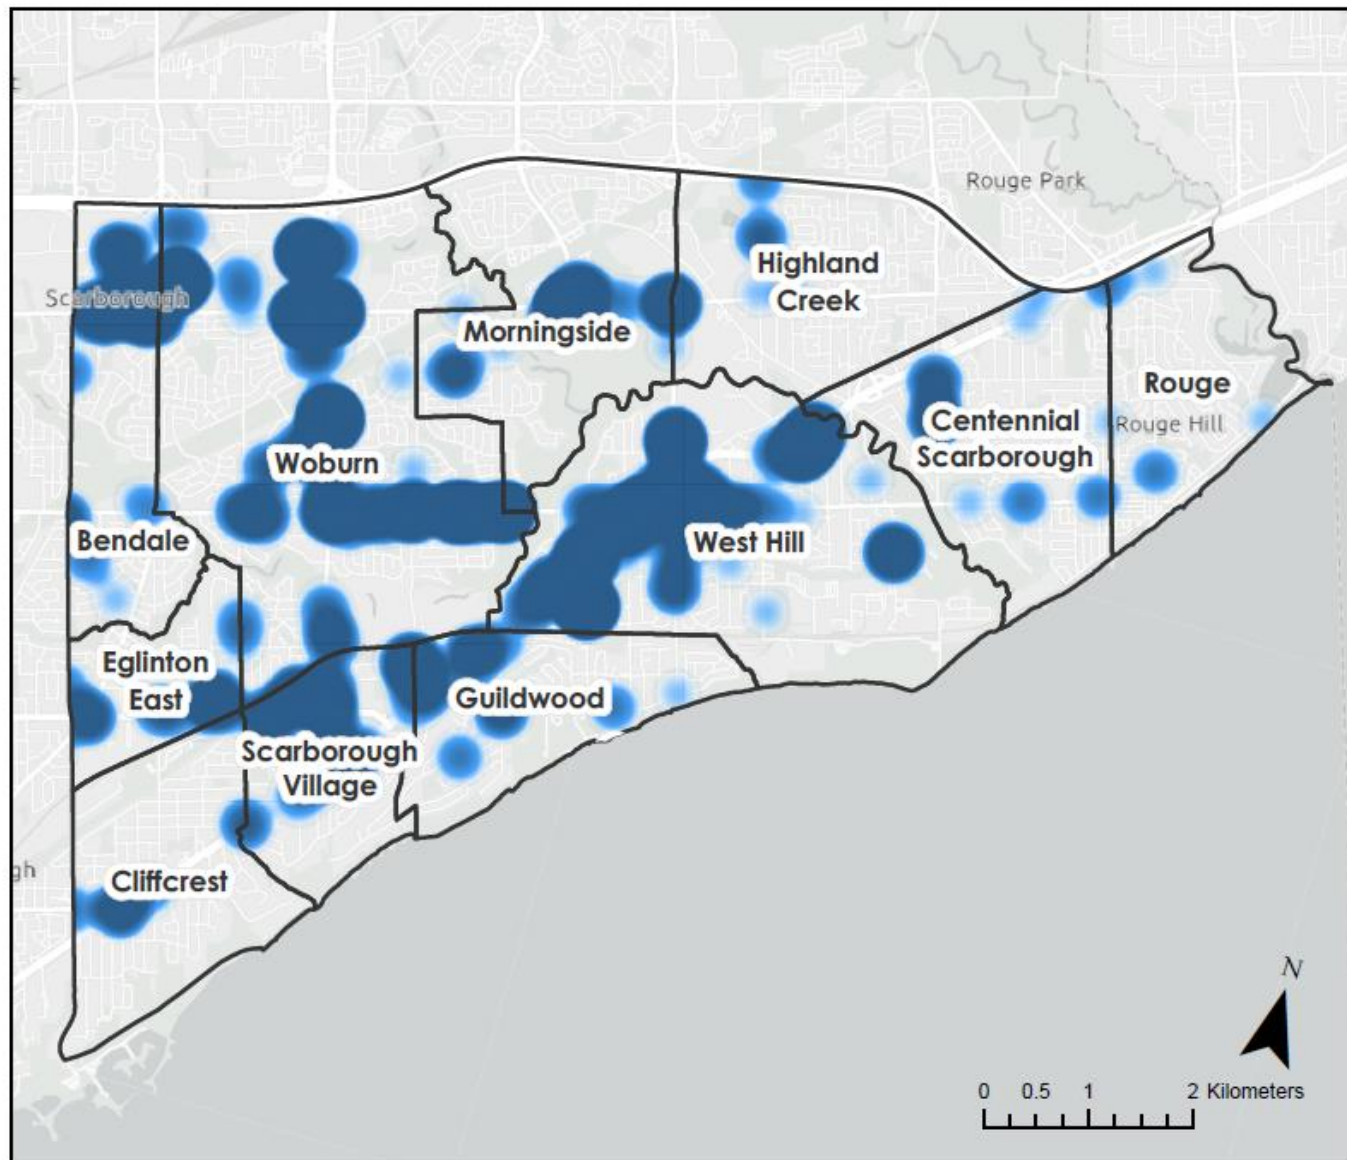 Rouge Park
Highland
Creek
Scarborough
Morningside
Rouge
Centennial
Scarborough
Rouge Hill
Woburn
Bendale
West Hill
Eglinton
East
Guildwood
Scarborough
Village
gh
Cliffcrest
N
0 0.5 1 2 Kilometers